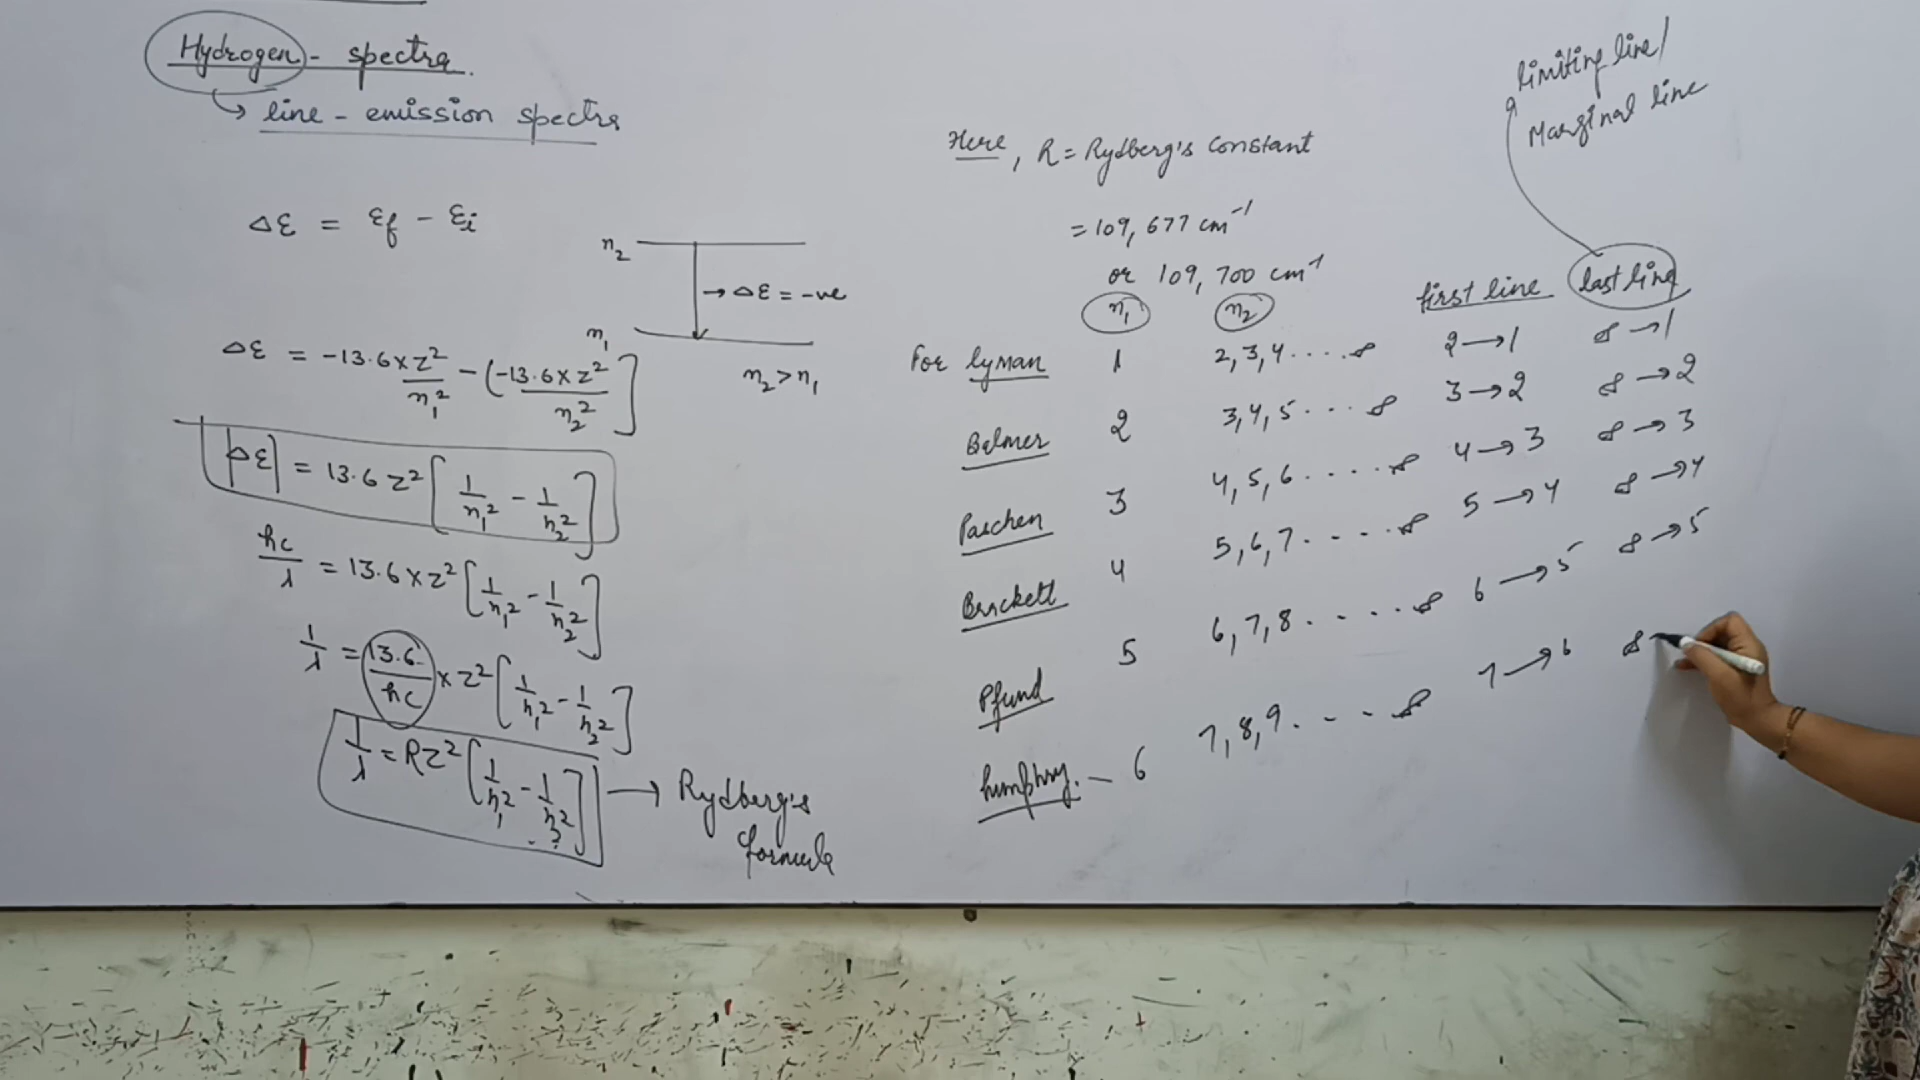 Hydrogen - spectra.
↳ line - emission spectra
ΔE = Ef - Ei
n₂
→ ΔE = -ve
n₁
n₂ > n₁
ΔE = -13.6 x z²/n₁² - (-13.6 x z²/n₂²]
|ΔE| = 13.6 z² [1/n₁² - 1/n₂²]
hc/λ = 13.6 x z² [1/n₁² - 1/n₂²]
1/λ = 13.6/hc x z² [1/n₁² - 1/n₂²]
1/λ = Rz² [1/n₁² - 1/n₂²] → Rydberg's formula
limiting line /
Marginal line
Here, R = Rydberg's constant
= 109, 677 cm⁻¹
or 109, 700 cm⁻¹
n₁ n₂ first line last line
For lyman 1 2,3,4.....∞ 2→1 ∞→1
Balmer 2 3,4,5....∞ 3→2 ∞→2
Paschen 3 4,5,6.....∞ 4→3 ∞→3
Brackett 4 5,6,7.....∞ 5→4 ∞→4
Pfund 5 6,7,8......∞ 6→5 ∞→5
humphry. - 6 7,8,9....∞ 7→6 ∞-